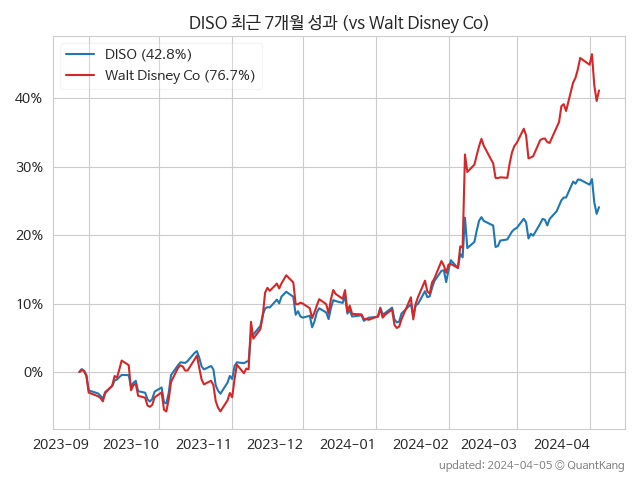 DISO 최근 7개월 성과 (vs Walt Disney Co)
DISO (42.8%)
Walt Disney Co (76.7%)
40%
30%
20%
10%
0%
2023-09 2023-10 2023-11 2023-12 2024-01 2024-02 2024-03 2024-04
updated: 2024-04-05 © QuantKang